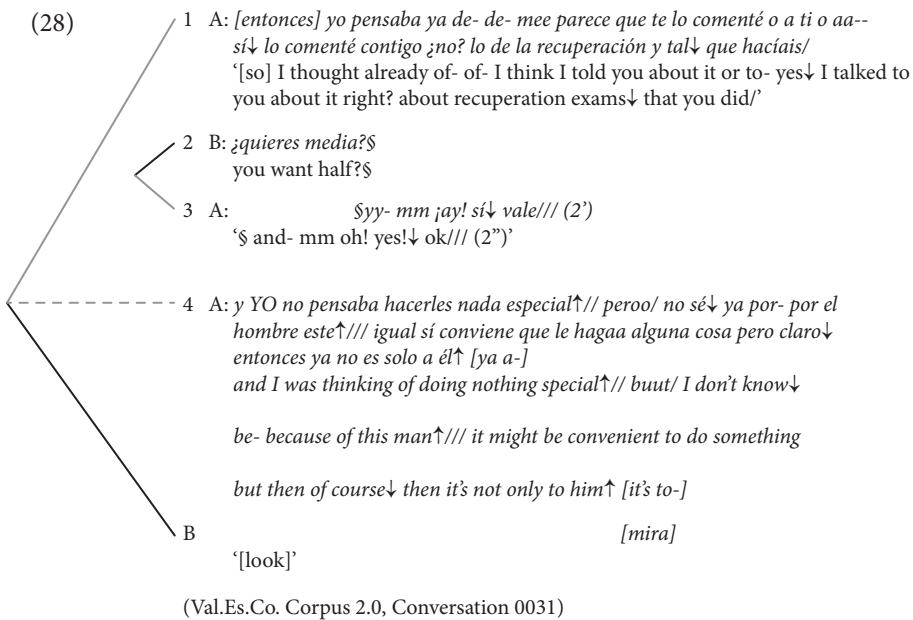 (28)
1 A: [entonces] yo pensaba ya de- de- mee parece que te lo comenté o a ti o aa--
sí↓ lo comenté contigo ¿no? lo de la recuperación y tal↓ que hacíais/
‘[so] I thought already of- of- I think I told you about it or to- yes↓ I talked to
you about it right? about recuperation exams↓ that you did/’
2 B: ¿quieres media?§
you want half?§
3 A: §yy- mm ¡ay! sí↓ vale/// (2’)
‘§ and- mm oh! yes!↓ ok/// (2”)’
4 A: y YO no pensaba hacerles nada especial↑// peroo/ no sé↓ ya por- por el
hombre este↑/// igual sí conviene que le hagaa alguna cosa pero claro↓
entonces ya no es solo a él↑ [ya a-]
and I was thinking of doing nothing special↑// buut/ I don’t know↓
be- because of this man↑/// it might be convenient to do something
but then of course↓ then it’s not only to him↑ [it’s to-]
B [mira]
‘[look]’
(Val.Es.Co. Corpus 2.0, Conversation 0031)